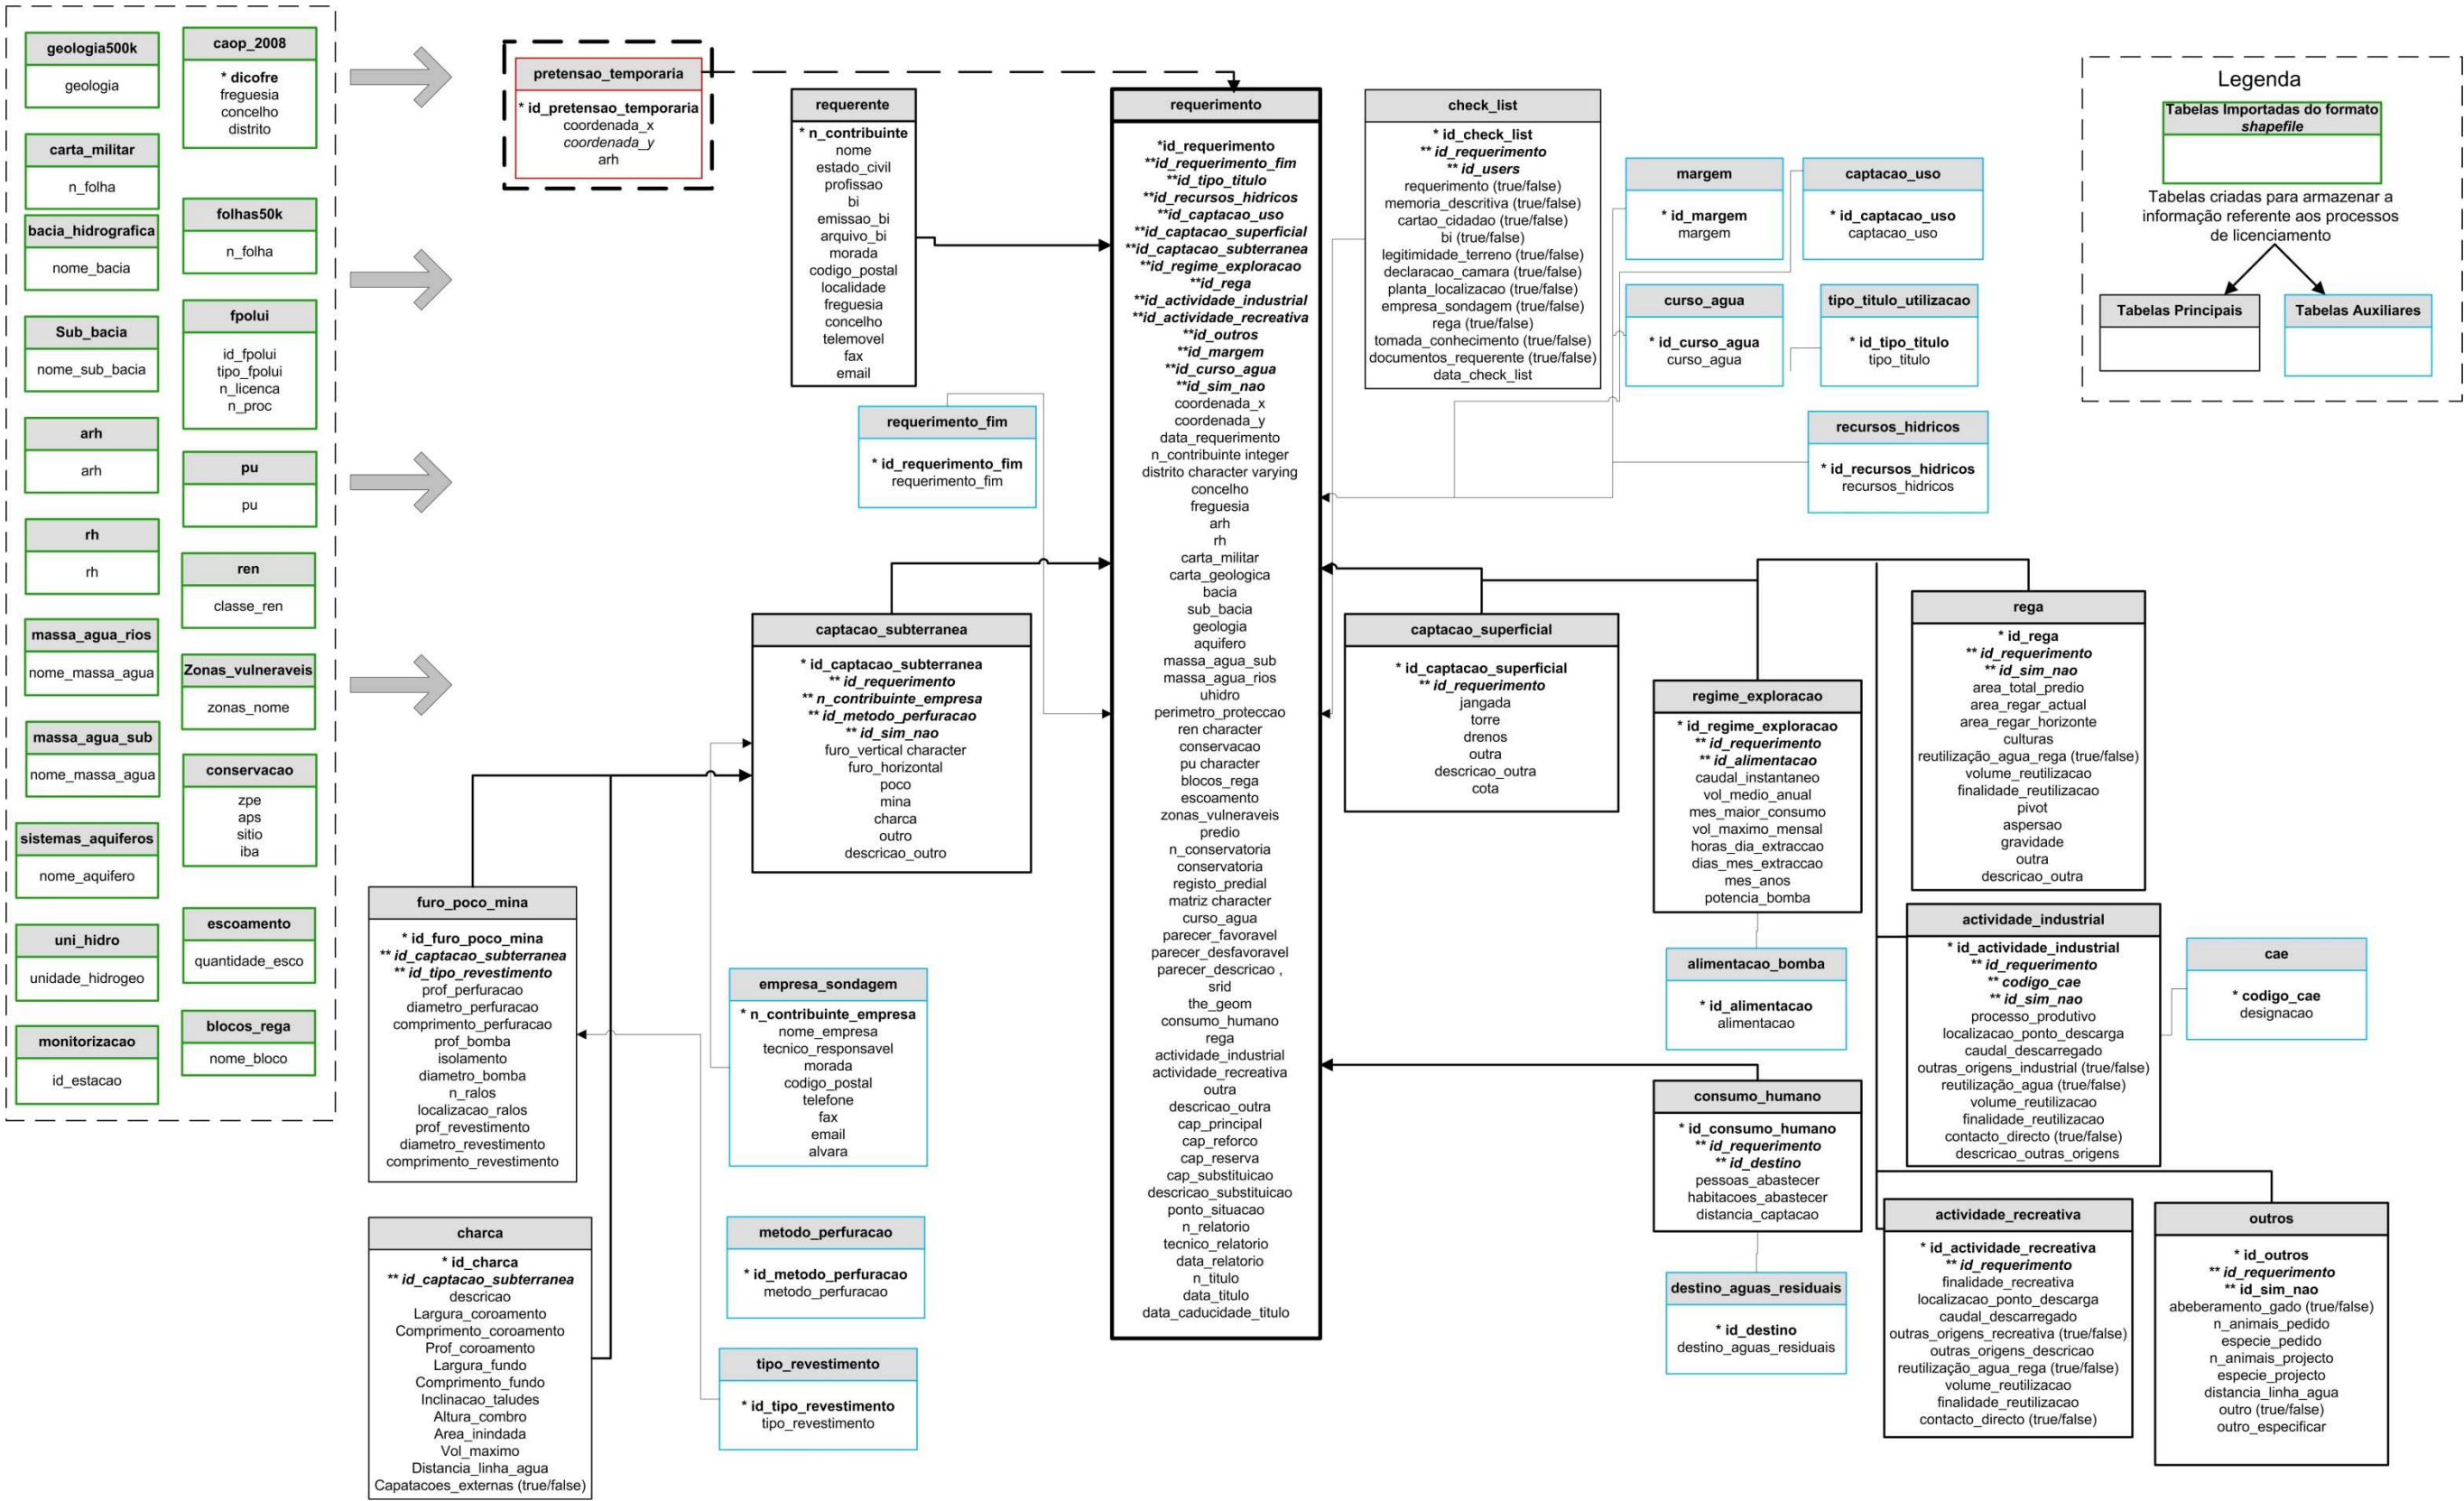 geologia500k
geologia
carta_militar
n_folha
bacia_hidrografica
nome_bacia
Sub_bacia
nome_sub_bacia
arh
arh
rh
rh
massa_agua_rios
nome_massa_agua
massa_agua_sub
nome_massa_agua
sistemas_aquiferos
nome_aquifero
uni_hidro
unidade_hidrogeo
monitorizacao
id_estacao
caop_2008
* dicofre
freguesia
concelho
distrito
folhas50k
n_folha
fpolui
id_fpolui
tipo_fpolui
n_licenca
n_proc
pu
pu
ren
classe_ren
Zonas_vulneraveis
zonas_nome
conservacao
zpe
aps
sitio
iba
escoamento
quantidade_esco
blocos_rega
nome_bloco
pretensao_temporaria
* id_pretensao_temporaria
coordenada_x
coordenada_y
arh
requerente
* n_contribuinte
nome
estado_civil
profissao
bi
emissao_bi
arquivo_bi
morada
codigo_postal
localidade
freguesia
concelho
telemovel
fax
email
requerimento_fim
* id_requerimento_fim
requerimento_fim
captacao_subterranea
* id_captacao_subterranea
** id_requerimento
** n_contribuinte_empresa
** id_metodo_perfuracao
** id_sim_nao
furo_vertical character
furo_horizontal
poco
mina
charca
outro
descricao_outro
furo_poco_mina
* id_furo_poco_mina
** id_captacao_subterranea
** id_tipo_revestimento
prof_perfuracao
diametro_perfuracao
comprimento_perfuracao
prof_bomba
isolamento
diametro_bomba
n_ralos
localizacao_ralos
prof_revestimento
diametro_revestimento
comprimento_revestimento
charca
* id_charca
** id_captacao_subterranea
descricao
Largura_coroamento
Comprimento_coroamento
Prof_coroamento
Largura_fundo
Comprimento_fundo
Inclinacao_taludes
Altura_combro
Area_inindada
Vol_maximo
Distancia_linha_agua
Capatacoes_externas (true/false)
empresa_sondagem
* n_contribuinte_empresa
nome_empresa
tecnico_responsavel
morada
codigo_postal
telefone
fax
email
alvara
metodo_perfuracao
* id_metodo_perfuracao
metodo_perfuracao
tipo_revestimento
* id_tipo_revestimento
tipo_revestimento
requerimento
*id_requerimento
**id_requerimento_fim
**id_tipo_titulo
**id_recursos_hidricos
**id_captacao_uso
**id_captacao_superficial
**id_captacao_subterranea
**id_regime_exploracao
**id_rega
**id_actividade_industrial
**id_actividade_recreativa
**id_outros
**id_margem
**id_curso_agua
**id_sim_nao
coordenada_x
coordenada_y
data_requerimento
n_contribuinte integer
distrito character varying
concelho
freguesia
arh
rh
carta_militar
carta_geologica
bacia
sub_bacia
geologia
aquifero
massa_agua_sub
massa_agua_rios
uhidro
perimetro_proteccao
ren character
conservacao
pu character
blocos_rega
escoamento
zonas_vulneraveis
predio
n_conservatoria
conservatoria
registo_predial
matriz character
curso_agua
parecer_favoravel
parecer_desfavoravel
parecer_descricao ,
srid
the_geom
consumo_humano
rega
actividade_industrial
actividade_recreativa
outra
descricao_outra
cap_principal
cap_reforco
cap_reserva
cap_substituicao
descricao_substituicao
ponto_situacao
n_relatorio
tecnico_relatorio
data_relatorio
n_titulo
data_titulo
data_caducidade_titulo
check_list
* id_check_list
** id_requerimento
** id_users
requerimento (true/false)
memoria_descritiva (true/false)
cartao_cidadao (true/false)
bi (true/false)
legitimidade_terreno (true/false)
declaracao_camara (true/false)
planta_localizacao (true/false)
empresa_sondagem (true/false)
rega (true/false)
tomada_conhecimento (true/false)
documentos_requerente (true/false)
data_check_list
margem
* id_margem
margem
captacao_uso
* id_captacao_uso
captacao_uso
curso_agua
* id_curso_agua
curso_agua
tipo_titulo_utilizacao
* id_tipo_titulo
tipo_titulo
recursos_hidricos
* id_recursos_hidricos
recursos_hidricos
Legenda
Tabelas Importadas do formato
shapefile
Tabelas criadas para armazenar a
informação referente aos processos
de licenciamento
Tabelas Principais
Tabelas Auxiliares
captacao_superficial
* id_captacao_superficial
** id_requerimento
jangada
torre
drenos
outra
descricao_outra
cota
regime_exploracao
* id_regime_exploracao
** id_requerimento
** id_alimentacao
caudal_instantaneo
vol_medio_anual
mes_maior_consumo
vol_maximo_mensal
horas_dia_extraccao
dias_mes_extraccao
mes_anos
potencia_bomba
alimentacao_bomba
* id_alimentacao
alimentacao
consumo_humano
* id_consumo_humano
** id_requerimento
** id_destino
pessoas_abastecer
habitacoes_abastecer
distancia_captacao
destino_aguas_residuais
* id_destino
destino_aguas_residuais
rega
* id_rega
** id_requerimento
** id_sim_nao
area_total_predio
area_regar_actual
area_regar_horizonte
culturas
reutilização_agua_rega (true/false)
volume_reutilizacao
finalidade_reutilizacao
pivot
aspersao
gravidade
outra
descricao_outra
actividade_industrial
* id_actividade_industrial
** id_requerimento
** codigo_cae
** id_sim_nao
processo_produtivo
localizacao_ponto_descarga
caudal_descarregado
outras_origens_industrial (true/false)
reutilização_agua (true/false)
volume_reutilizacao
finalidade_reutilizacao
contacto_directo (true/false)
descricao_outras_origens
cae
* codigo_cae
designacao
actividade_recreativa
* id_actividade_recreativa
** id_requerimento
finalidade_recreativa
localizacao_ponto_descarga
caudal_descarregado
outras_origens_recreativa (true/false)
outras_origens_descricao
reutilização_agua_rega (true/false)
volume_reutilizacao
finalidade_reutilizacao
contacto_directo (true/false)
outros
* id_outros
** id_requerimento
** id_sim_nao
abeberamento_gado (true/false)
n_animais_pedido
especie_pedido
n_animais_projecto
especie_projecto
distancia_linha_agua
outro (true/false)
outro_especificar